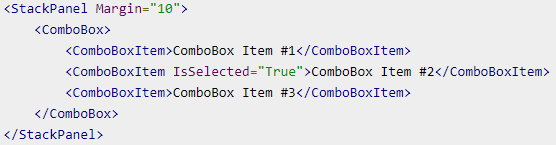 <StackPanel Margin="10">
    <ComboBox>
        <ComboBoxItem>ComboBox Item #1</ComboBoxItem>
        <ComboBoxItem IsSelected="True">ComboBox Item #2</ComboBoxItem>
        <ComboBoxItem>ComboBox Item #3</ComboBoxItem>
    </ComboBox>
</StackPanel>